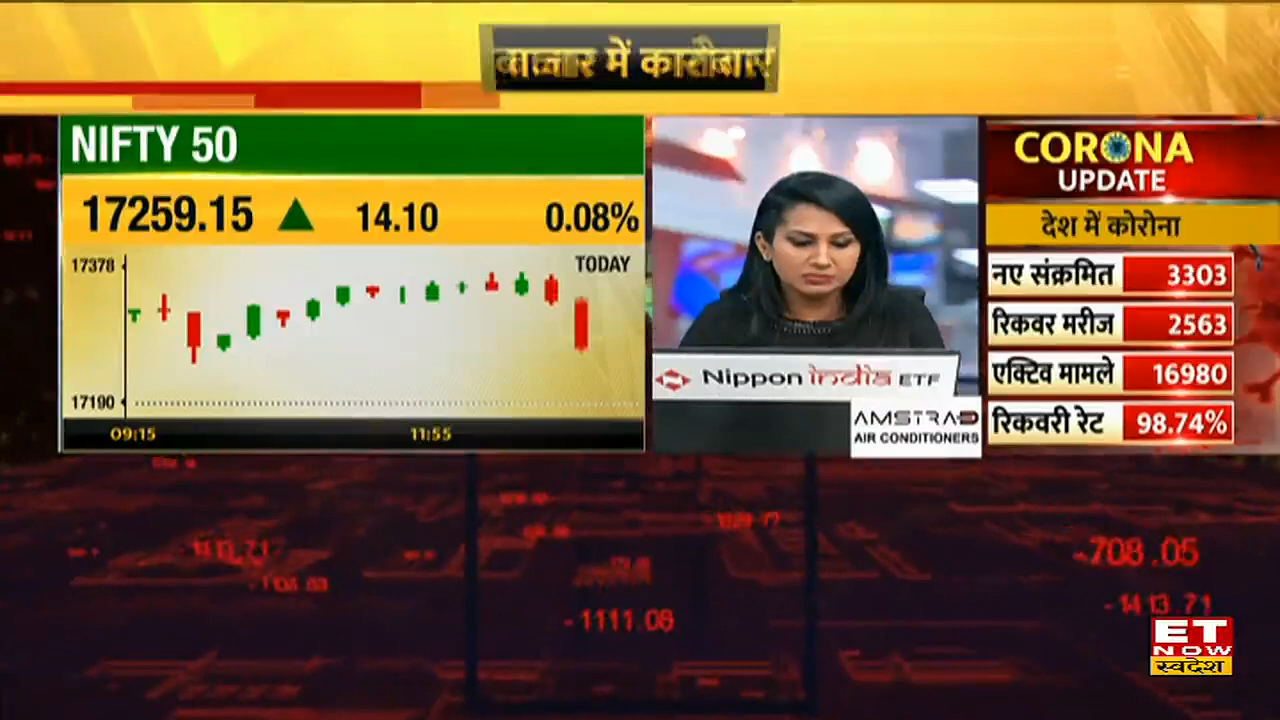 बाजार में कारोबार
NIFTY 50
17259.15 ▲ 14.10 0.08%
17378
TODAY
17190
09:15 11:55
Nippon india ETF
AMSTRAD
AIR CONDITIONERS
CORONA
UPDATE
देश में कोरोना
नए संक्रमित 3303
रिकवर मरीज 2563
एक्टिव मामले 16980
रिकवरी रेट 98.74%
-708.05
-1111.08
-1413.71
ET
NOW
स्वदेश